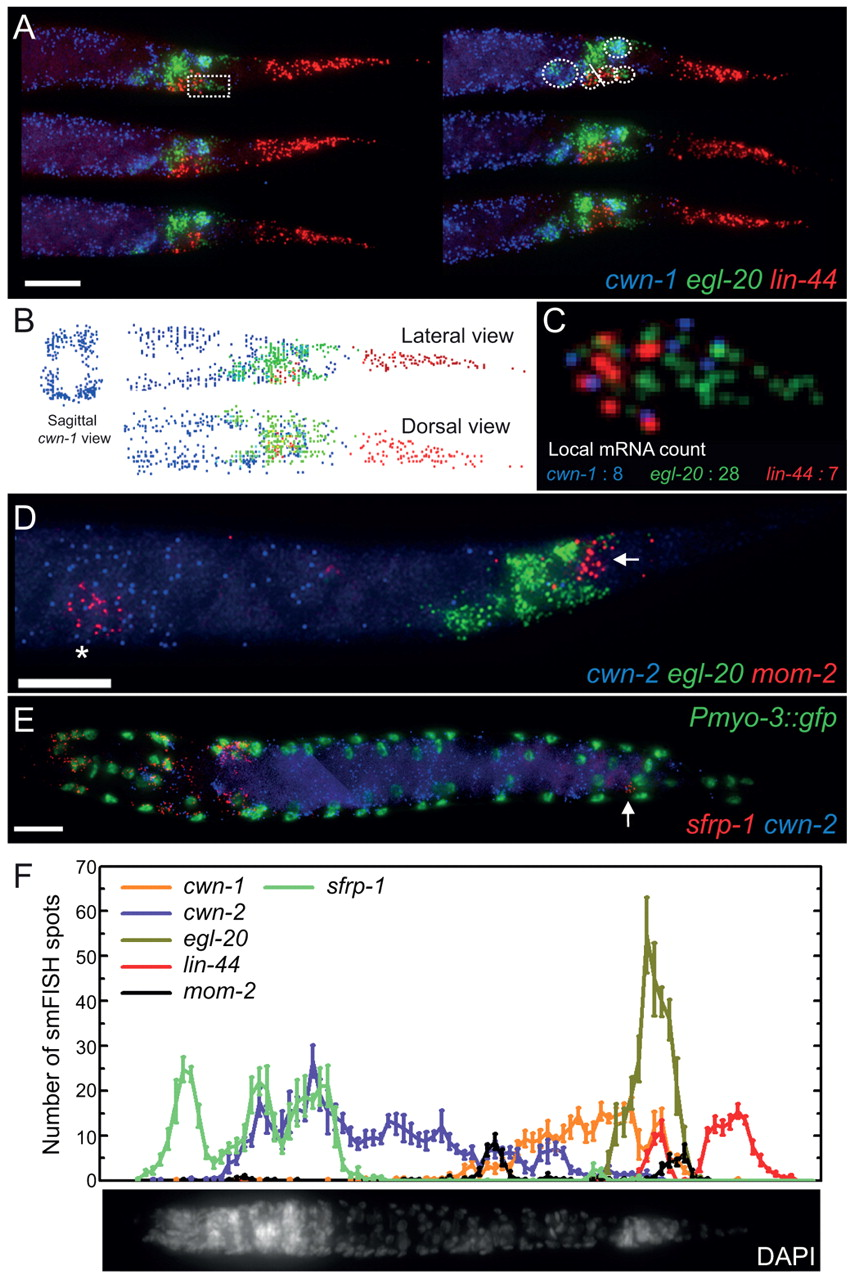 A
cwn-1 egl-20 lin-44
B
Lateral view
Sagittal
cwn-1 view
Dorsal view
C
Local mRNA count
cwn-1 : 8 egl-20 : 28 lin-44 : 7
D
*
cwn-2 egl-20 mom-2
E
Pmyo-3::gfp
sfrp-1 cwn-2
F
Number of smFISH spots
70
60
50
40
30
20
10
0
cwn-1 sfrp-1
cwn-2
egl-20
lin-44
mom-2
DAPI